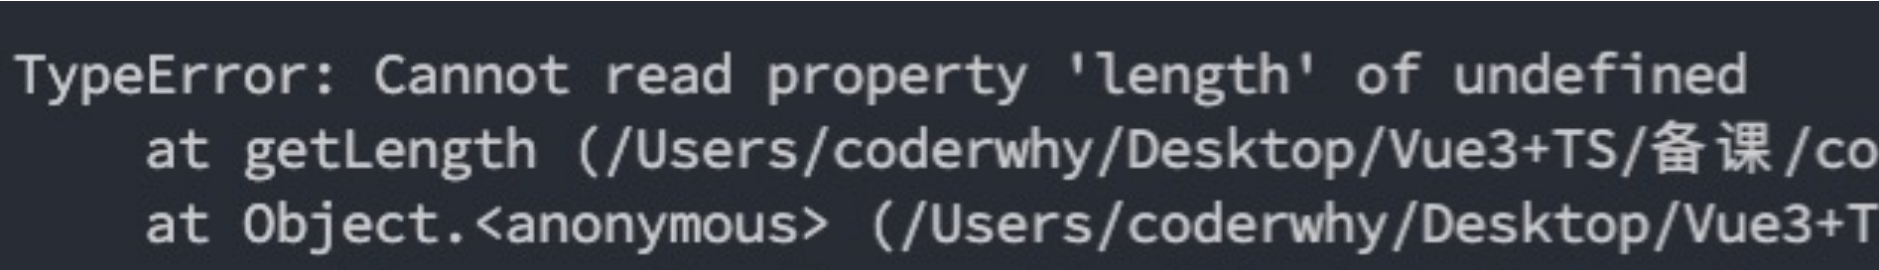 TypeError: Cannot read property 'length' of undefined
at getLength (/Users/coderwhy/Desktop/Vue3+TS/备课/co
at Object.<anonymous> (/Users/coderwhy/Desktop/Vue3+T